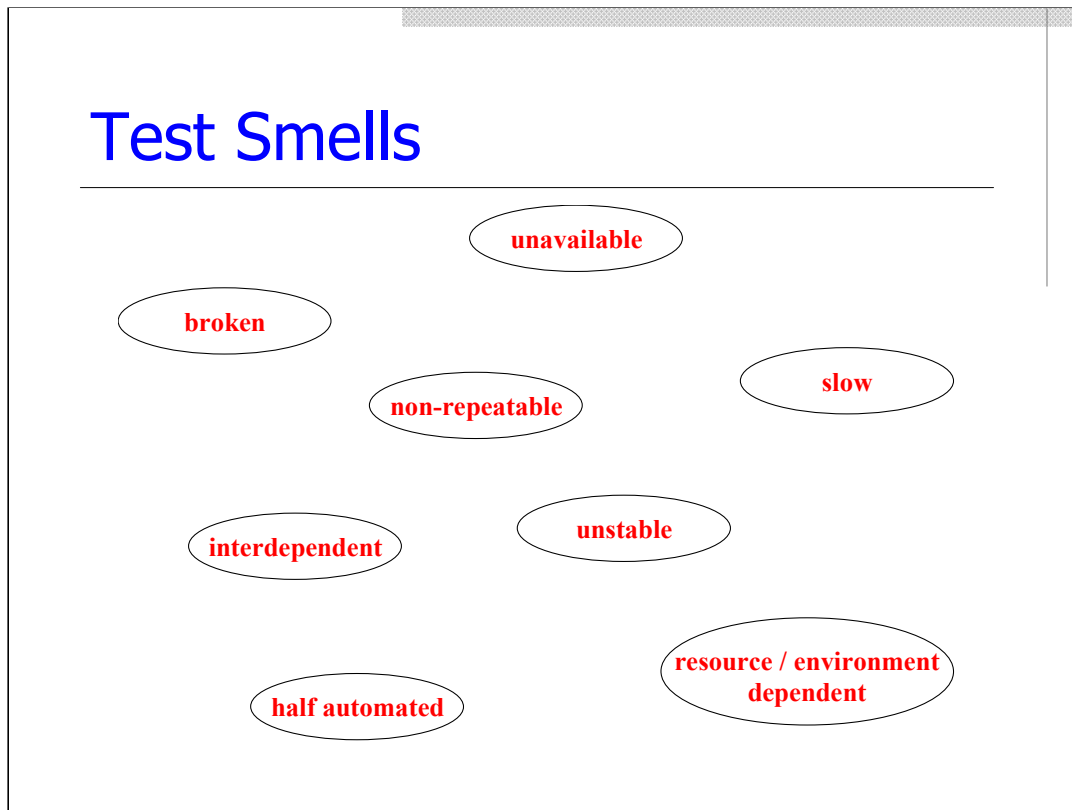 Test Smells
unavailable
broken
slow
non-repeatable
unstable
interdependent
resource / environment
dependent
half automated